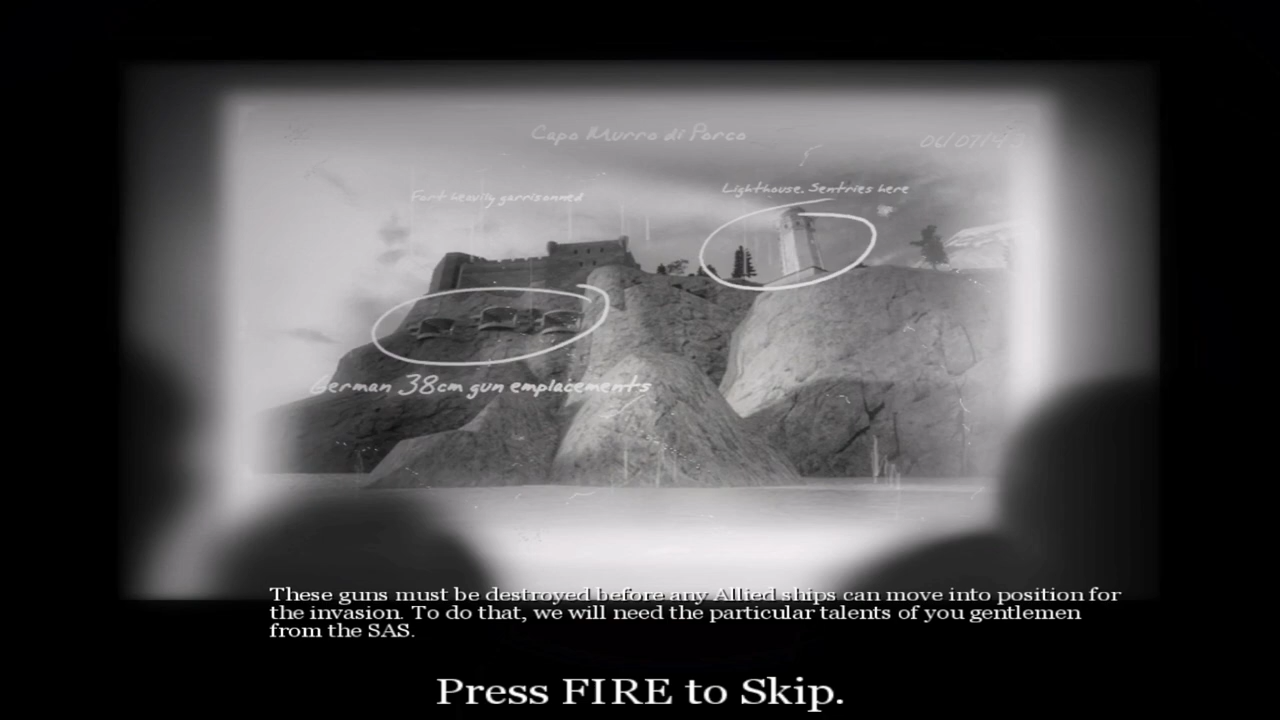 Capo Murro di Porco
06/07/43
Lighthouse. Sentries here
Fort heavily garrisonned
German 38cm gun emplacements
These guns must be destroyed before any Allied ships can move into position for
the invasion. To do that, we will need the particular talents of you gentlemen
from the SAS.
Press FIRE to Skip.